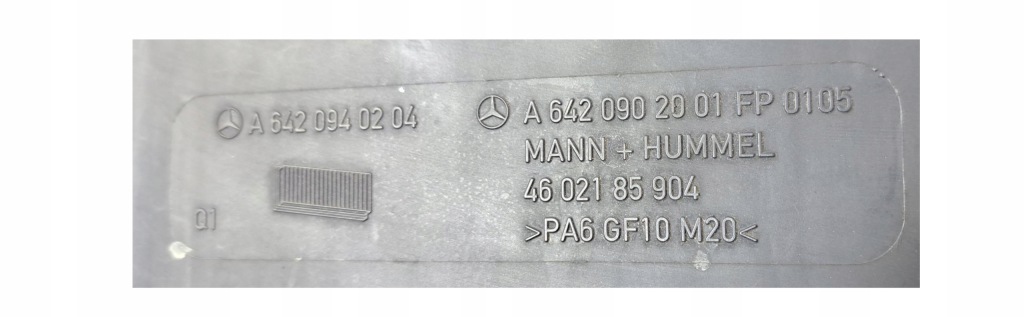 A 642 094 02 04
Q1
A 642 090 20 01 FP 0105
MANN + HUMMEL
46 021 85 904
>PA6 GF10 M20<